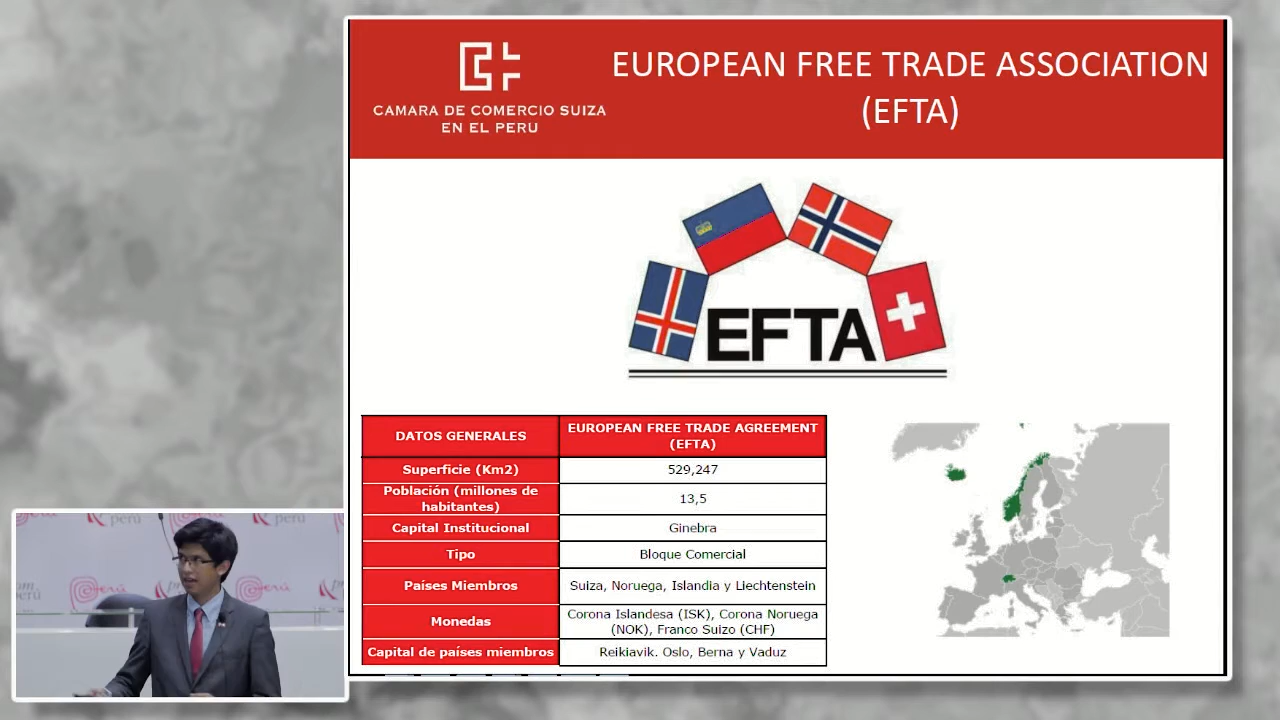 CAMARA DE COMERCIO SUIZA
EN EL PERU
EUROPEAN FREE TRADE ASSOCIATION
(EFTA)
EFTA
DATOS GENERALES
EUROPEAN FREE TRADE AGREEMENT
(EFTA)
Superficie (Km2)
529,247
Población (millones de
habitantes)
13,5
Capital Institucional
Ginebra
Tipo
Bloque Comercial
Países Miembros
Suiza, Noruega, Islandia y Liechtenstein
Monedas
Corona Islandesa (ISK), Corona Noruega
(NOK), Franco Suizo (CHF)
Capital de países miembros
Reikiavik. Oslo, Berna y Vaduz
perú